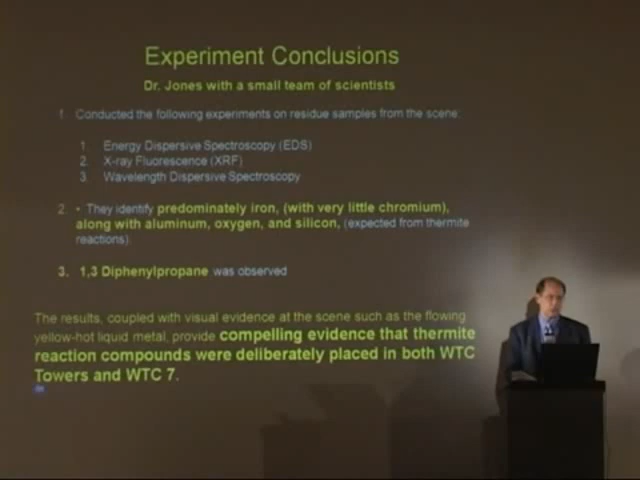 Experiment Conclusions
Dr. Jones with a small team of scientists
1. Conducted the following experiments on residue samples from the scene:
1. Energy Dispersive Spectroscopy (EDS)
2. X-ray Fluorescence (XRF)
3. Wavelength Dispersive Spectroscopy
2. • They identify predominately iron, (with very little chromium),
along with aluminum, oxygen, and silicon, (expected from thermite
reactions).
3. 1,3 Diphenylpropane was observed
The results, coupled with visual evidence at the scene such as the flowing
yellow-hot liquid metal, provide compelling evidence that thermite
reaction compounds were deliberately placed in both WTC
Towers and WTC 7.